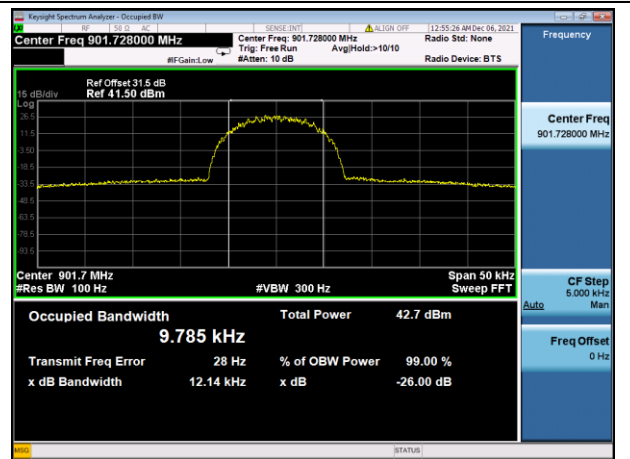 Keysight Spectrum Analyzer - Occupied BW
RF 50 Ω AC SENSE:INT ALIGN OFF 12:55:26 AM Dec 06, 2021
Center Freq 901.728000 MHz
Center Freq: 901.728000 MHz
Radio Std: None
Trig: Free Run Avg|Hold:>10/10
#IFGain:Low #Atten: 10 dB Radio Device: BTS
Frequency
Ref Offset 31.5 dB
15 dB/div Ref 41.50 dBm
Log
26.5
11.5
-3.50
-18.5
-33.5
-48.5
-63.5
-78.5
-93.5
Center 901.7 MHz Span 50 kHz
#Res BW 100 Hz #VBW 300 Hz Sweep FFT
Occupied Bandwidth Total Power 42.7 dBm
9.785 kHz
Transmit Freq Error 28 Hz % of OBW Power 99.00 %
x dB Bandwidth 12.14 kHz x dB -26.00 dB
Center Freq
901.728000 MHz
CF Step
5.000 kHz
Auto Man
Freq Offset
0 Hz
MSG STATUS